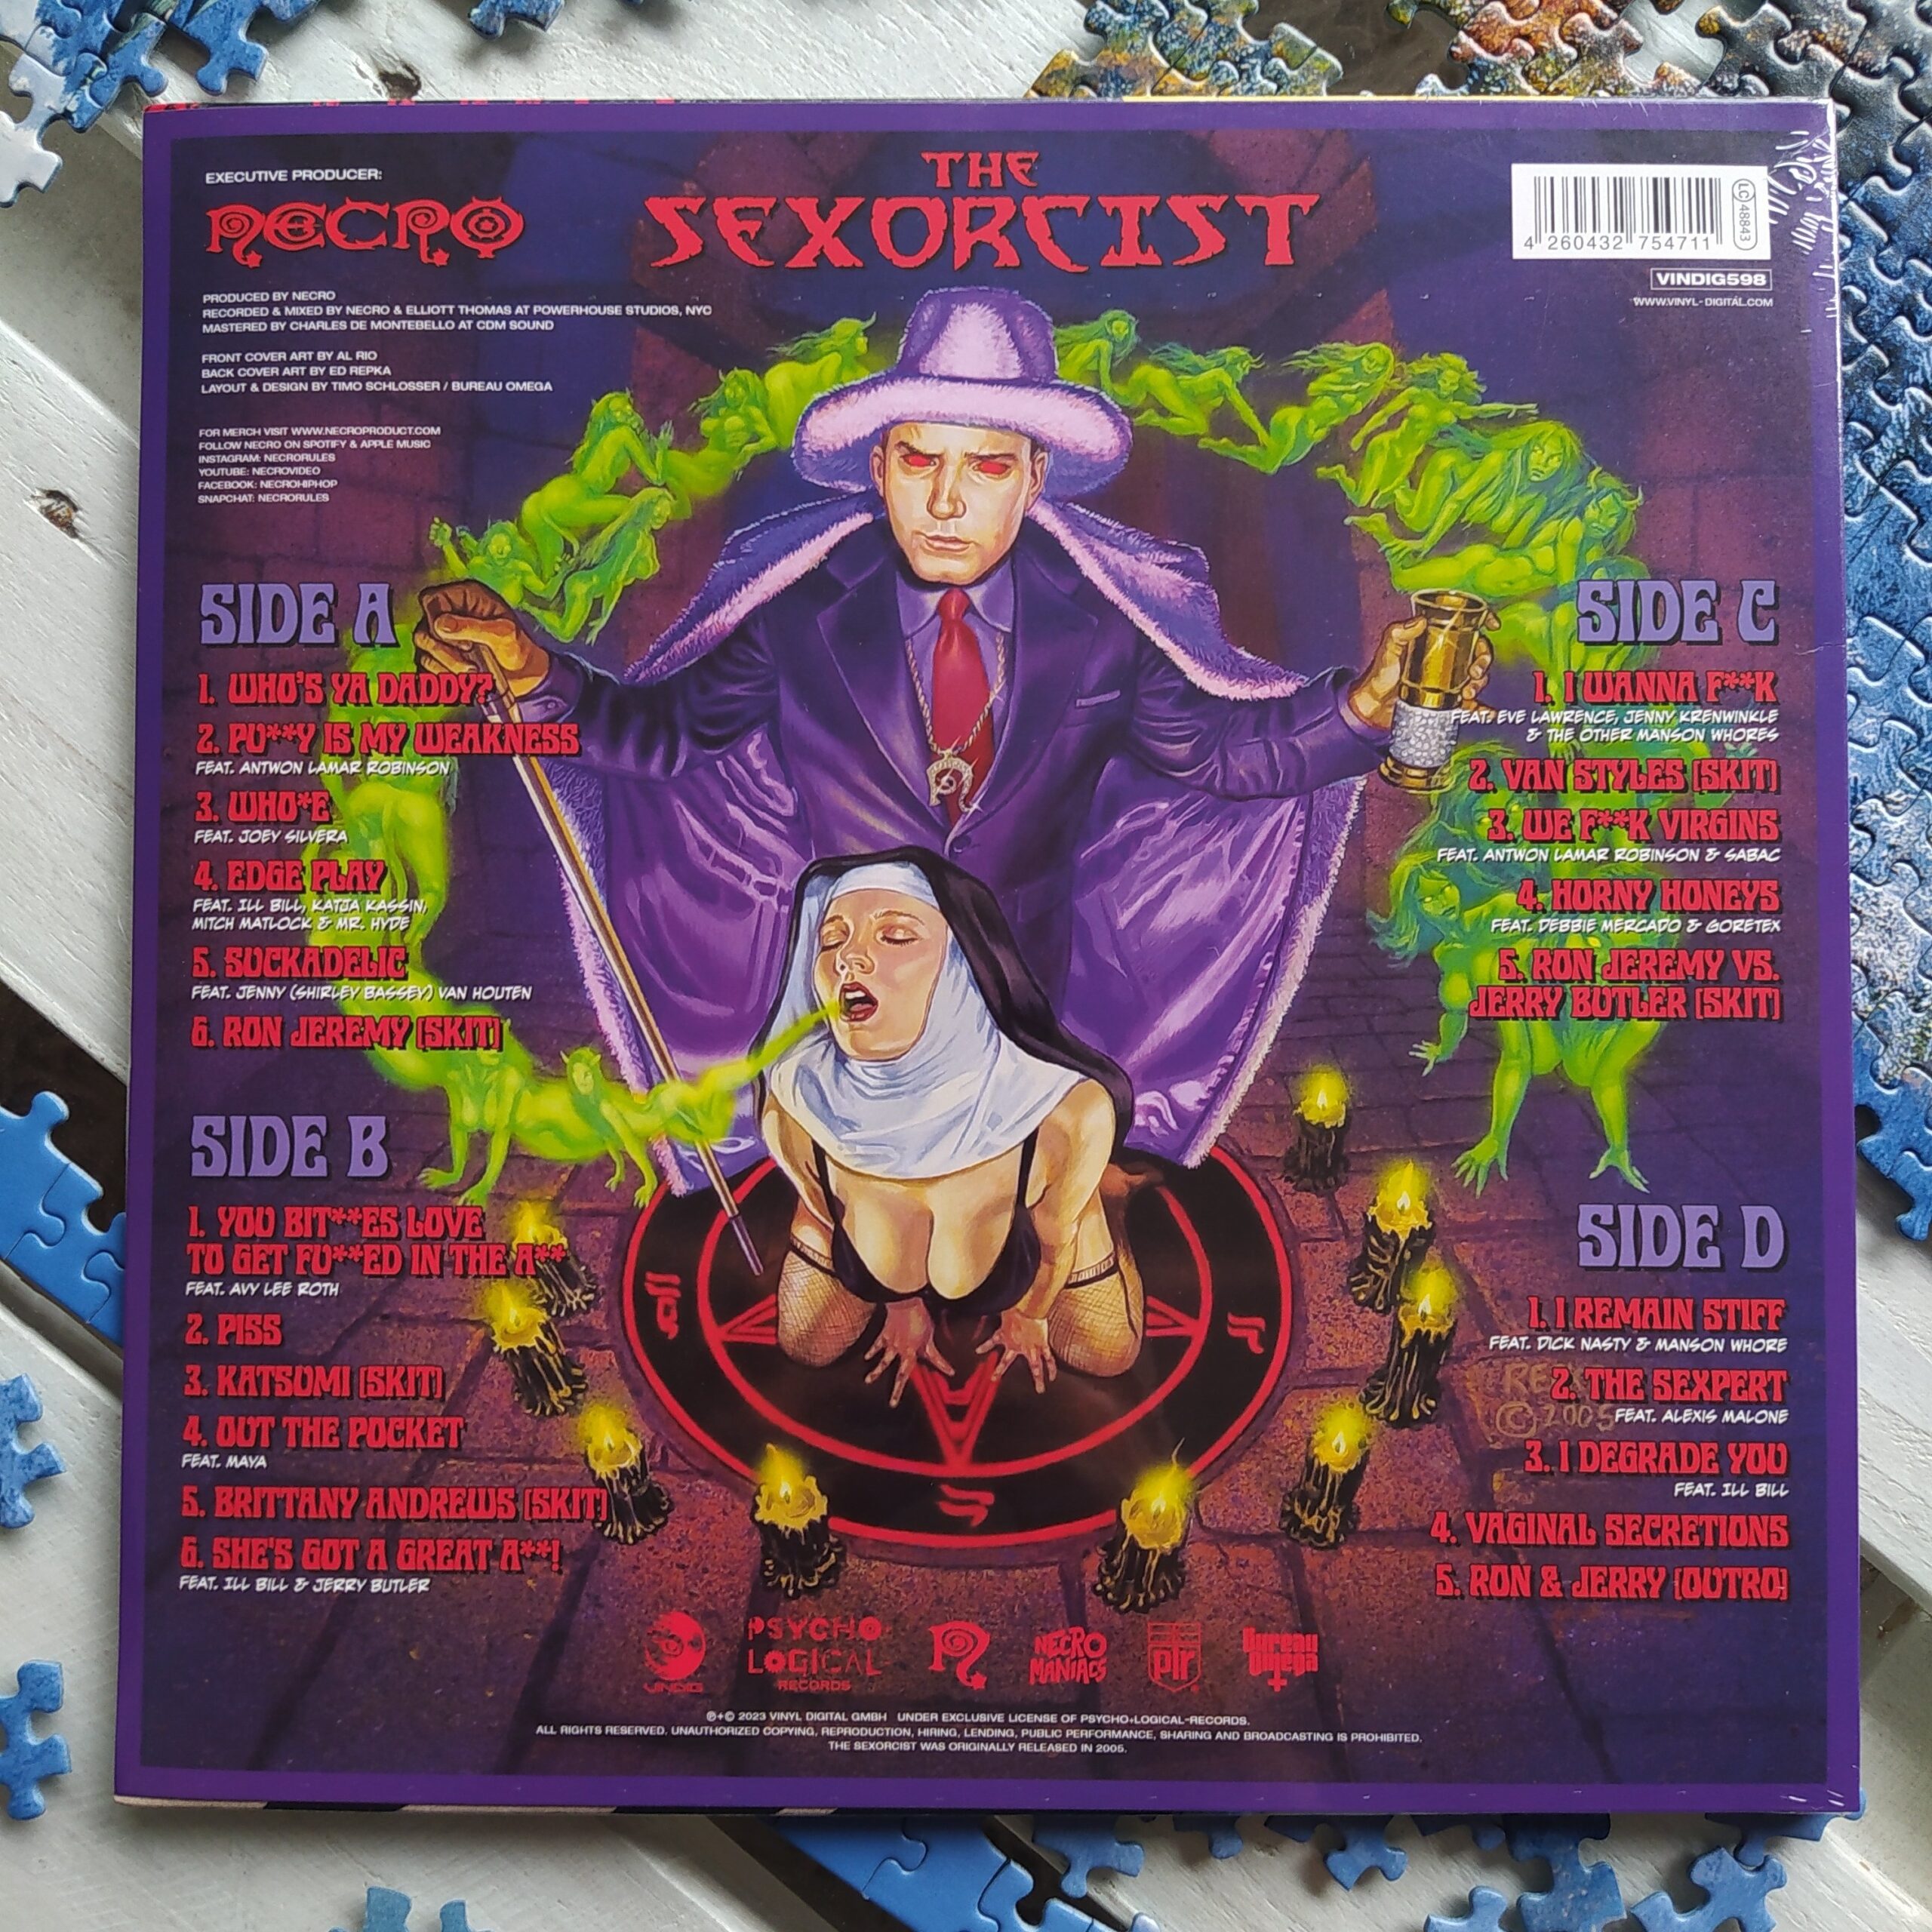 EXECUTIVE PRODUCER:
NECRO
THE
SEXORCIST
4 260432 754711
LC 48843
VINDIG598
WWW.VINYL-DIGITAL.COM
PRODUCED BY NECRO
RECORDED & MIXED BY NECRO & ELLIOTT THOMAS AT POWERHOUSE STUDIOS, NYC
MASTERED BY CHARLES DE MONTEBELLO AT CDM SOUND
FRONT COVER ART BY AL RIO
BACK COVER ART BY ED REPKA
LAYOUT & DESIGN BY TIMO SCHLOSSER / BUREAU OMEGA
FOR MERCH VISIT WWW.NECROPRODUCT.COM
FOLLOW NECRO ON SPOTIFY & APPLE MUSIC
INSTAGRAM: NECRORULES
YOUTUBE: NECROVIDEO
FACEBOOK: NECROHIPHOP
SNAPCHAT: NECRORULES
SIDE A
1. WHO'S YA DADDY?
2. PU**Y IS MY WEAKNESS
FEAT. ANTWON LAMAR ROBINSON
3. WHO*E
FEAT. JOEY SILVERA
4. EDGE PLAY
FEAT. ILL BILL, KATJA KASSIN,
MITCH MATLOCK & MR. HYDE
5. SUCKADELIC
FEAT. JENNY (SHIRLEY BASSEY) VAN HOUTEN
6. RON JEREMY (SKIT)
SIDE B
1. YOU BIT**ES LOVE
TO GET FU**ED IN THE A**
FEAT. AVY LEE ROTH
2. PISS
3. KATSUMI (SKIT)
4. OUT THE POCKET
FEAT. MAYA
5. BRITTANY ANDREWS (SKIT)
6. SHE'S GOT A GREAT A**!
FEAT. ILL BILL & JERRY BUTLER
SIDE C
1. I WANNA F**K
FEAT. EVE LAWRENCE, JENNY KRENWINKLE
& THE OTHER MANSON WHORES
2. VAN STYLES (SKIT)
3. WE F**K VIRGINS
FEAT. ANTWON LAMAR ROBINSON & SABAC
4. HORNY HONEYS
FEAT. DEBBIE MERCADO & GORETEX
5. RON JEREMY VS.
JERRY BUTLER (SKIT)
SIDE D
1. I REMAIN STIFF
FEAT. DICK NASTY & MANSON WHORE
2. THE SEXPERT
FEAT. ALEXIS MALONE
© 2005
3. I DEGRADE YOU
FEAT. ILL BILL
4. VAGINAL SECRETIONS
5. RON & JERRY (OUTRO)
VINDIG
PSYCHO
LOGICAL
RECORDS
NECRO
MANIACS
plr
Bureau
Omega
℗+© 2023 VINYL DIGITAL GMBH UNDER EXCLUSIVE LICENSE OF PSYCHO+LOGICAL-RECORDS.
ALL RIGHTS RESERVED. UNAUTHORIZED COPYING, REPRODUCTION, HIRING, LENDING, PUBLIC PERFORMANCE, SHARING AND BROADCASTING IS PROHIBITED.
THE SEXORCIST WAS ORIGINALLY RELEASED IN 2005.